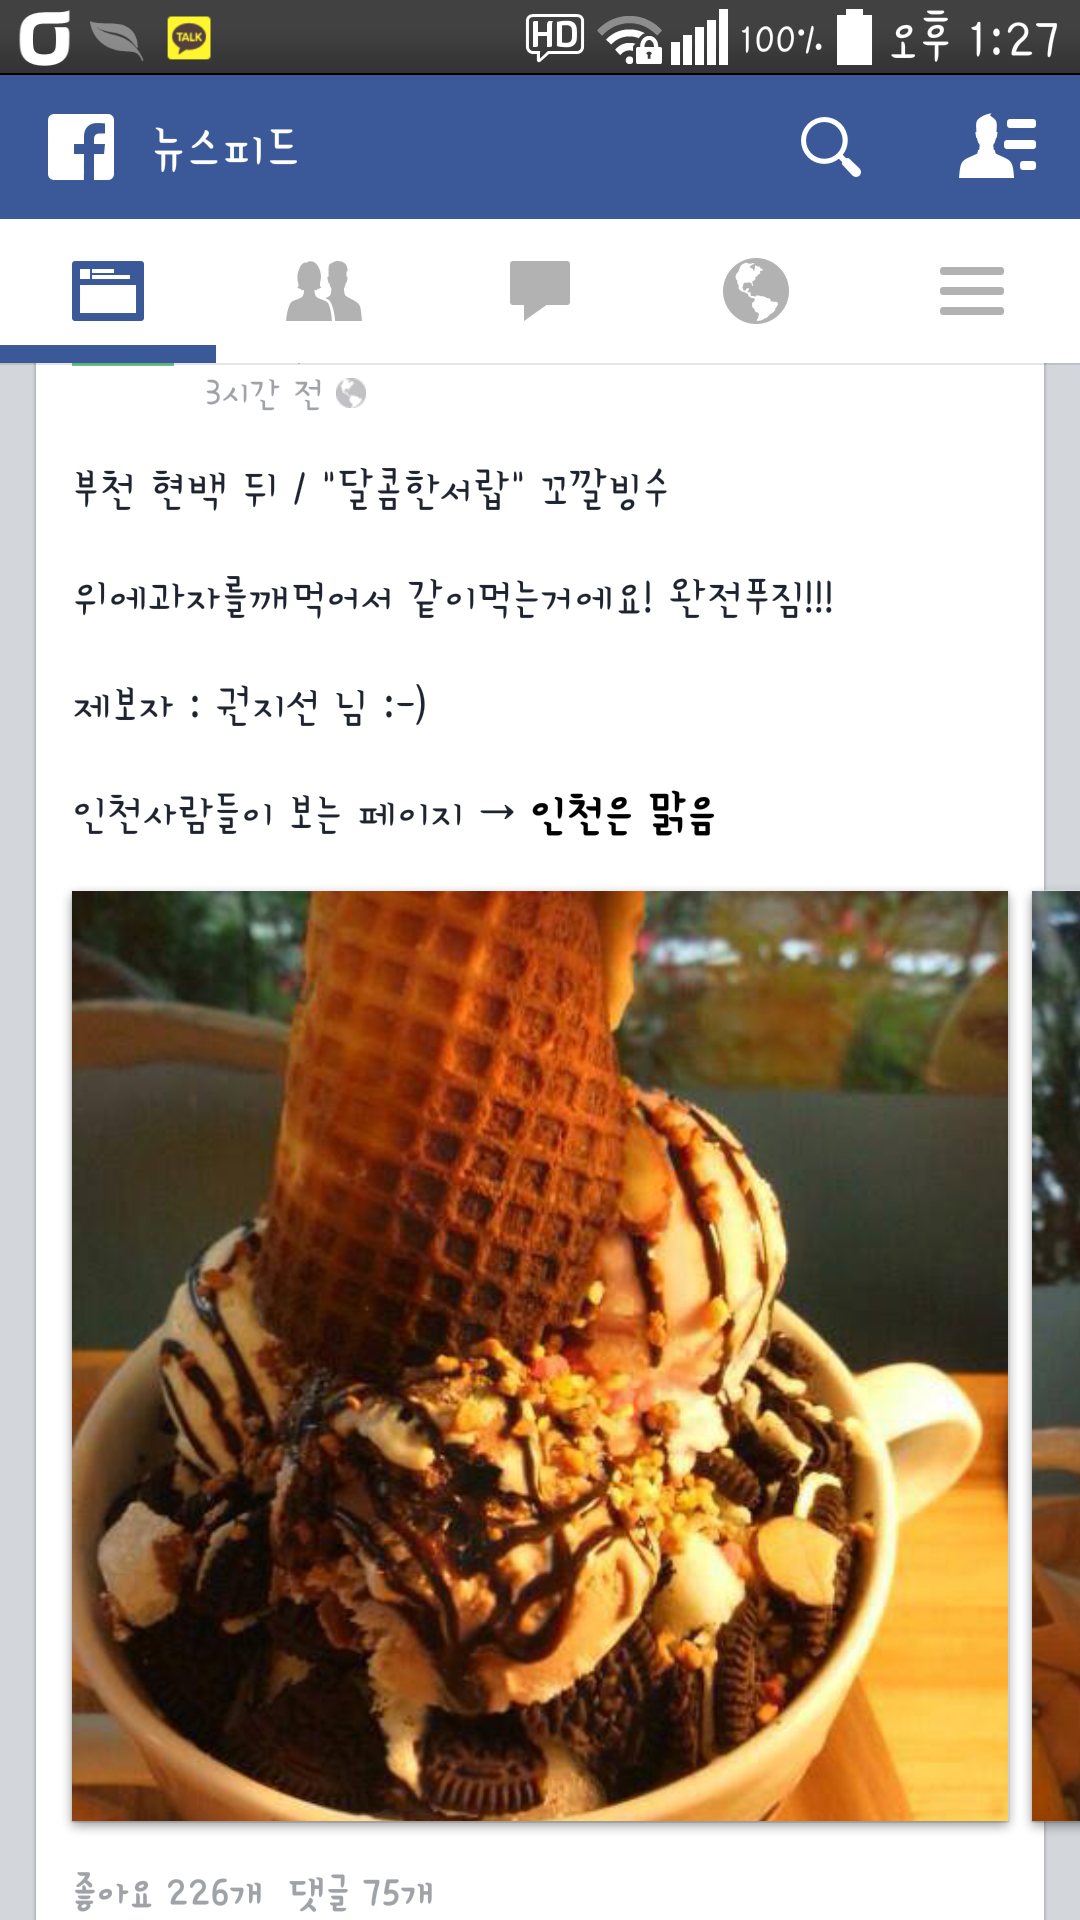 TALK
HD
100% 오후 1:27
f 뉴스피드
3시간 전
부천 현백 뒤 / "달콤한서랍" 꼬깔빙수
위에과자를깨먹어서 같이먹는거에요! 완전푸짐!!!
제보자 : 권지선 님 :-)
인천사람들이 보는 페이지 → 인천은 맑음
좋아요 226개 댓글 75개